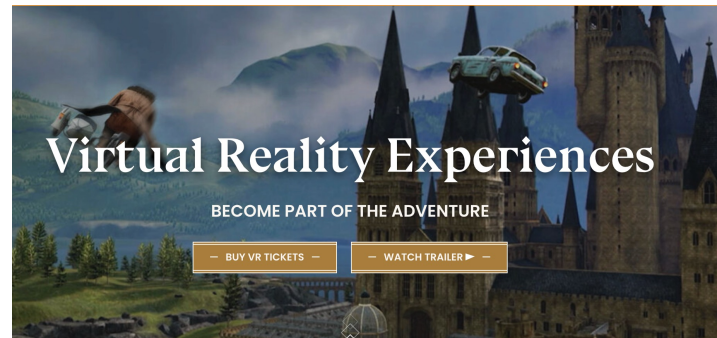 Virtual Reality Experiences
BECOME PART OF THE ADVENTURE
— BUY VR TICKETS —
— WATCH TRAILER ► —